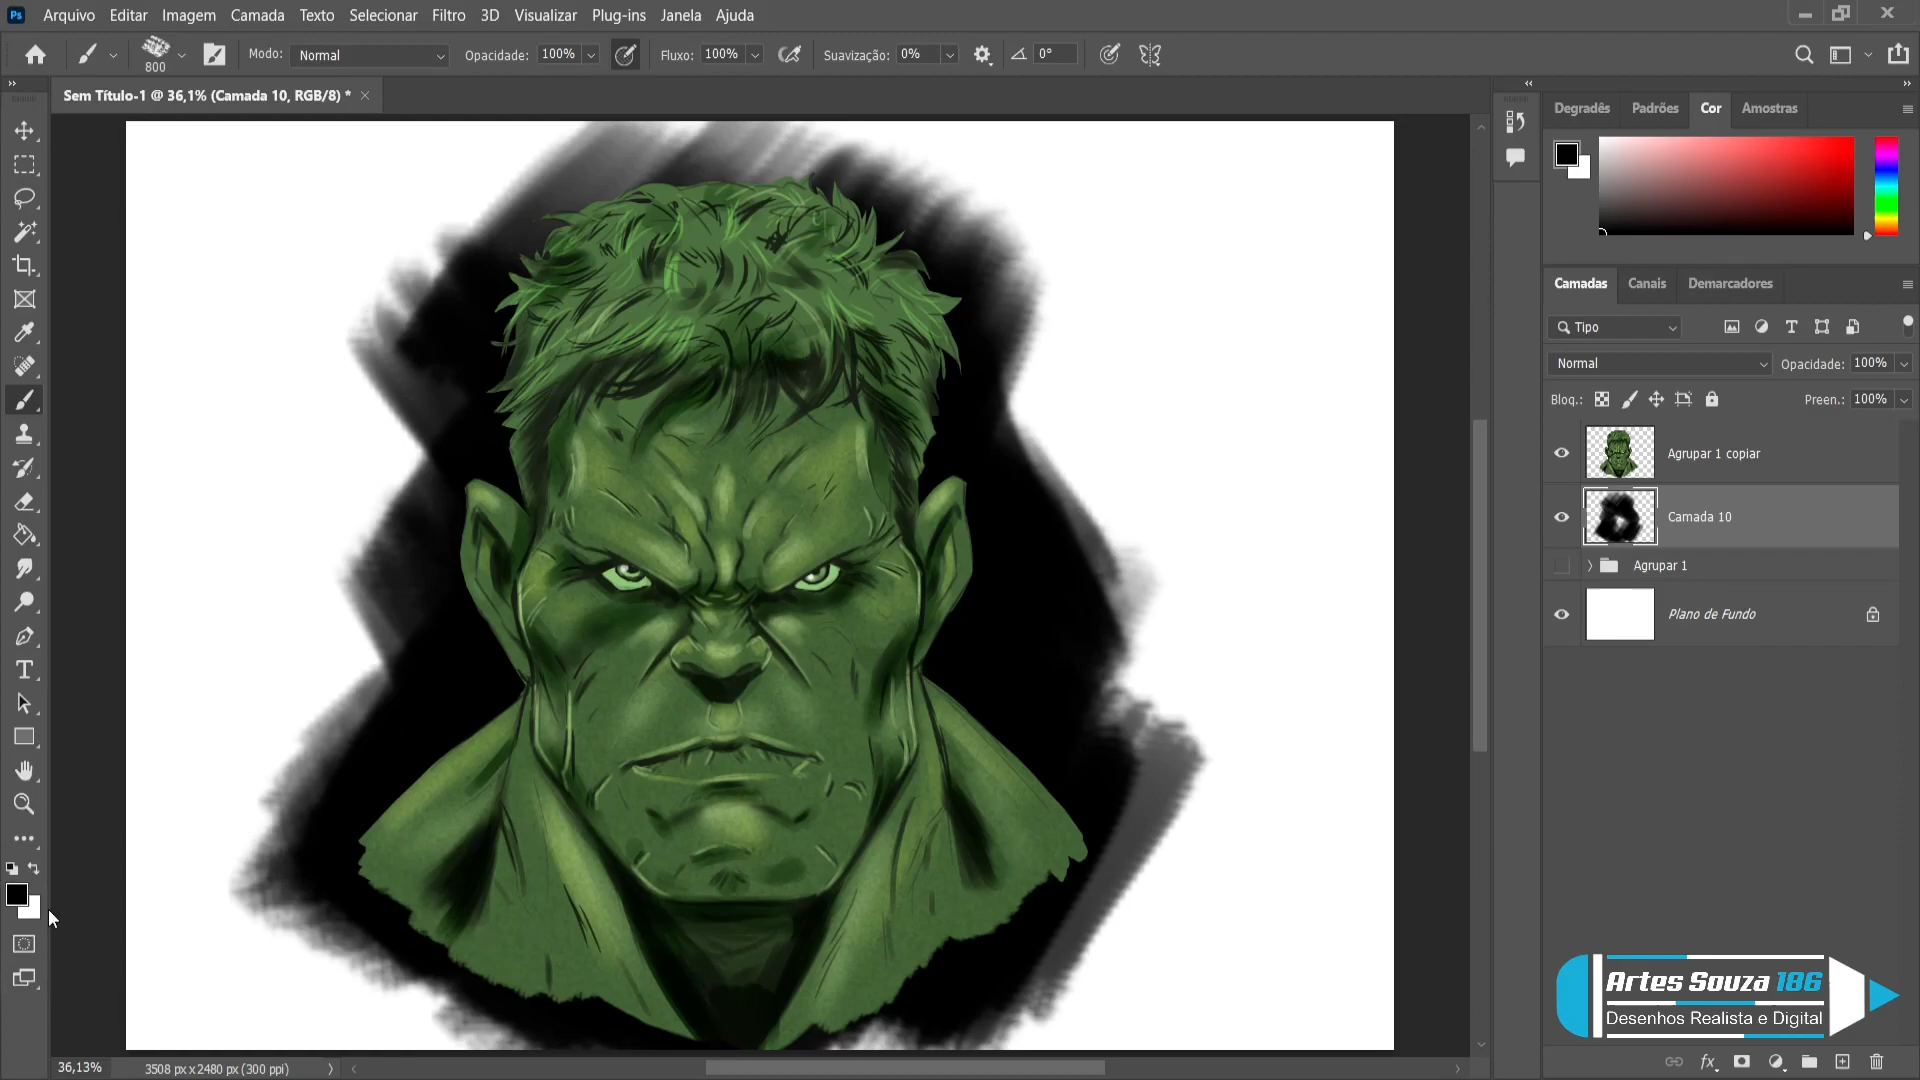 Ps Arquivo Editar Imagem Camada Texto Selecionar Filtro 3D Visualizar Plug-ins Janela Ajuda
800 Modo: Normal Opacidade: 100% Fluxo: 100% Suavização: 0% 0°
Sem Título-1 @ 36,1% (Camada 10, RGB/8) *
Degradês Padrões Cor Amostras
Camadas Canais Demarcadores
Tipo
Normal Opacidade: 100%
Bloq.: Preen.: 100%
Agrupar 1 copiar
Camada 10
Agrupar 1
Plano de Fundo
Artes Souza 186
Desenhos Realista e Digital
36,13% 3508 px x 2480 px (300 ppi)
fx